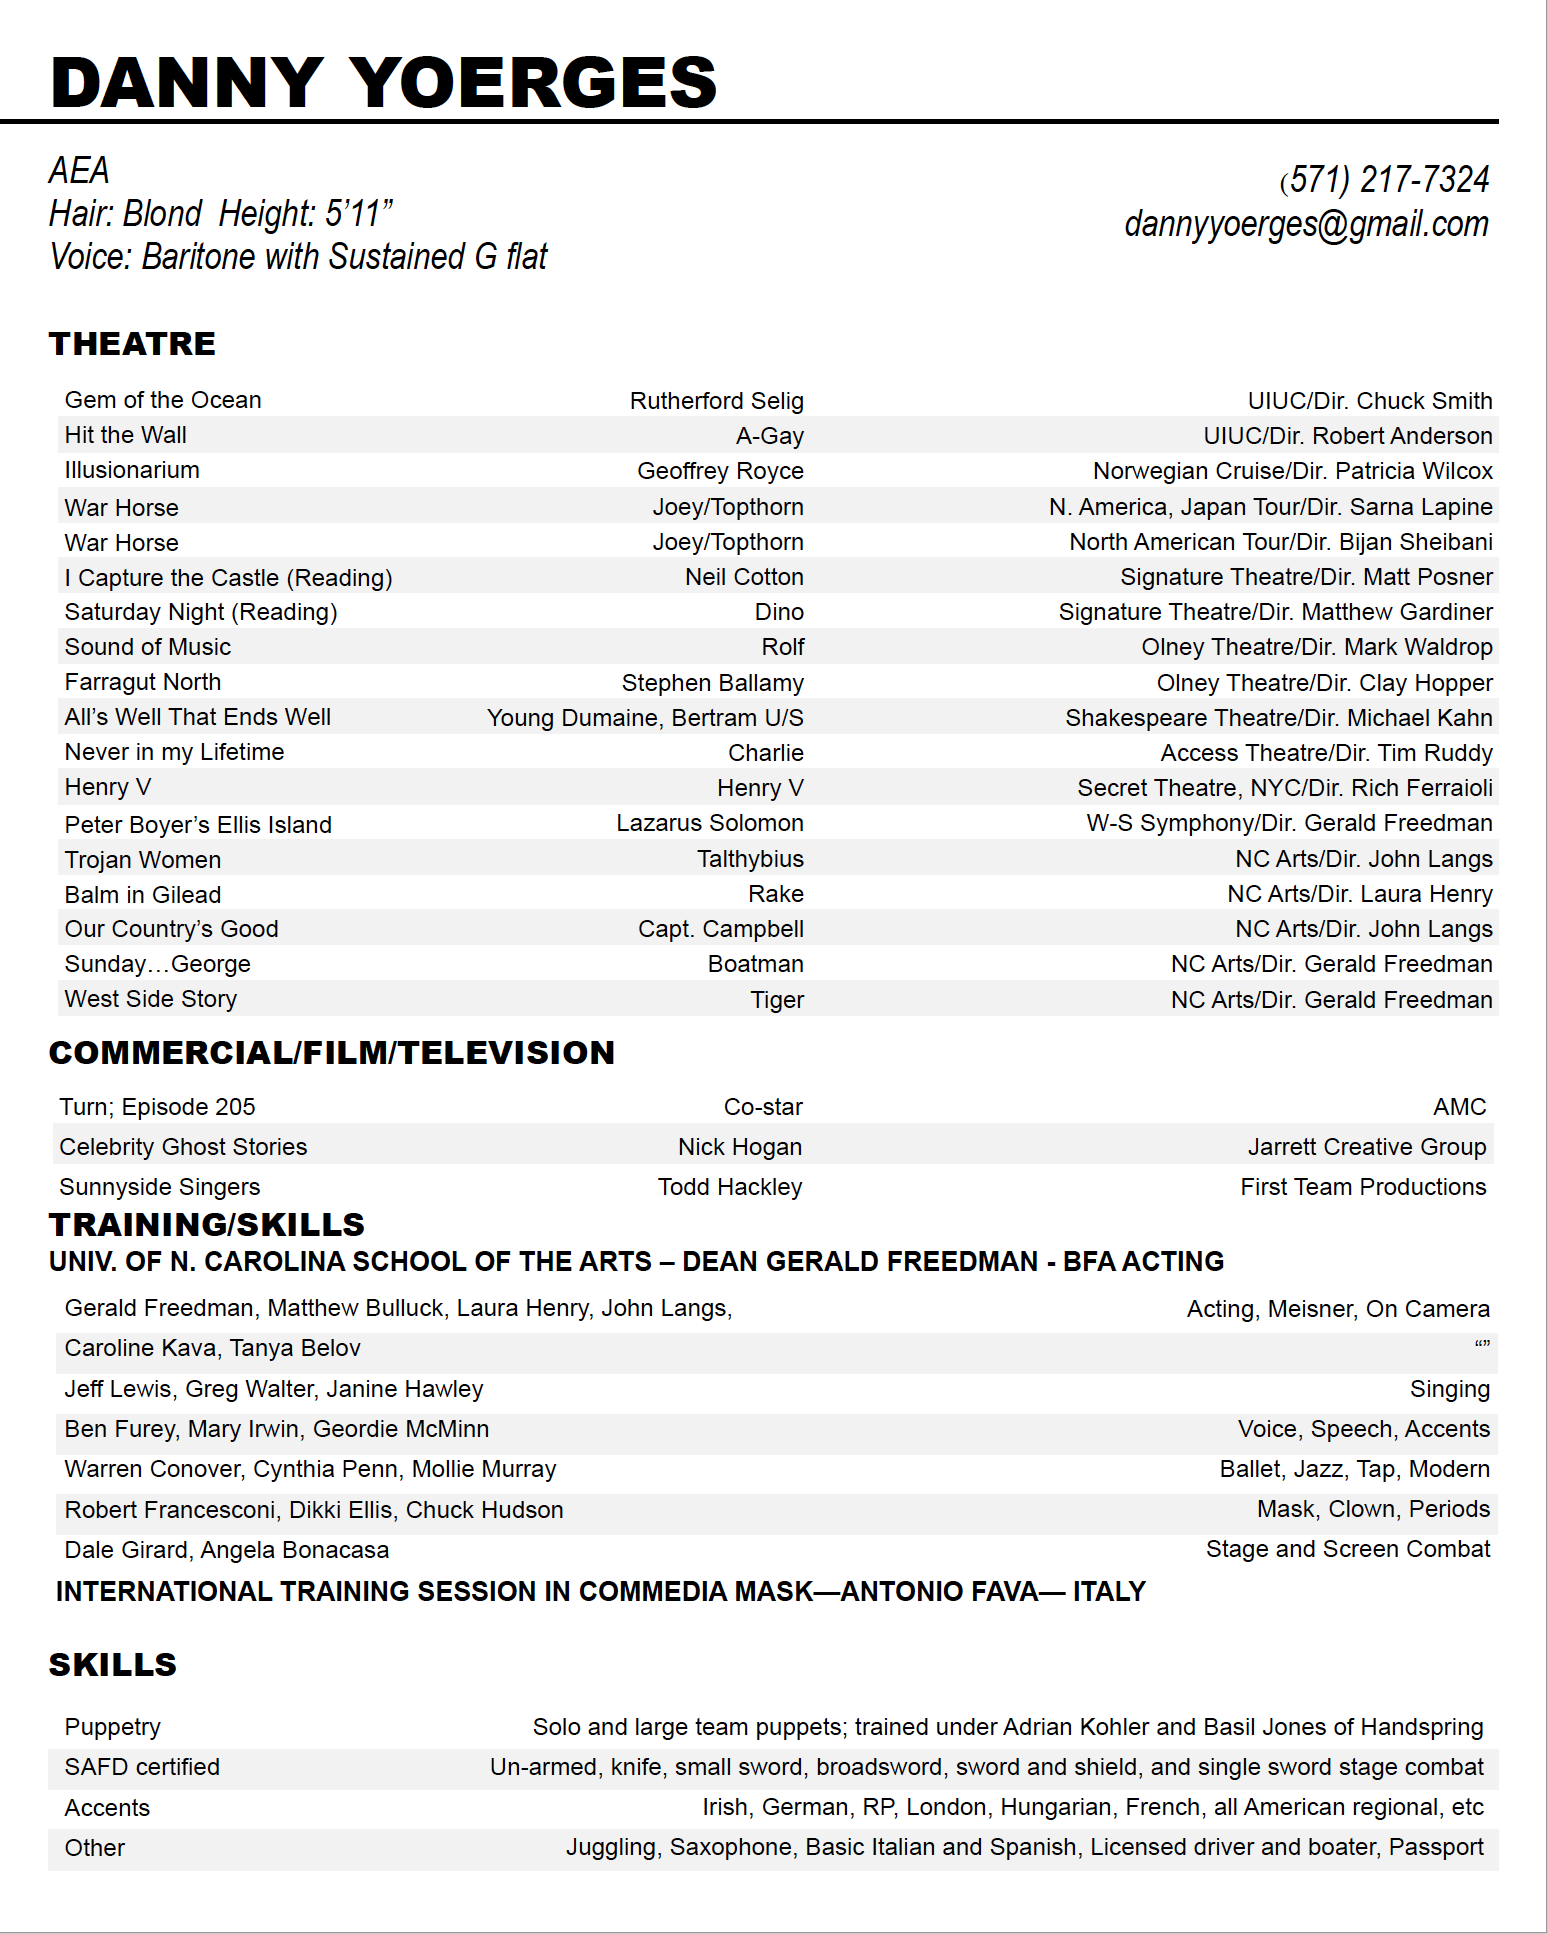 DANNY YOERGES
AEA
(571) 217-7324
Hair: Blond  Height: 5’11”
dannyyoerges@gmail.com
Voice: Baritone with Sustained G flat
THEATRE
Gem of the Ocean Rutherford Selig UIUC/Dir. Chuck Smith
Hit the Wall A-Gay UIUC/Dir. Robert Anderson
Illusionarium Geoffrey Royce Norwegian Cruise/Dir. Patricia Wilcox
War Horse Joey/Topthorn N. America, Japan Tour/Dir. Sarna Lapine
War Horse Joey/Topthorn North American Tour/Dir. Bijan Sheibani
I Capture the Castle (Reading) Neil Cotton Signature Theatre/Dir. Matt Posner
Saturday Night (Reading) Dino Signature Theatre/Dir. Matthew Gardiner
Sound of Music Rolf Olney Theatre/Dir. Mark Waldrop
Farragut North Stephen Ballamy Olney Theatre/Dir. Clay Hopper
All’s Well That Ends Well Young Dumaine, Bertram U/S Shakespeare Theatre/Dir. Michael Kahn
Never in my Lifetime Charlie Access Theatre/Dir. Tim Ruddy
Henry V Henry V Secret Theatre, NYC/Dir. Rich Ferraioli
Peter Boyer’s Ellis Island Lazarus Solomon W-S Symphony/Dir. Gerald Freedman
Trojan Women Talthybius NC Arts/Dir. John Langs
Balm in Gilead Rake NC Arts/Dir. Laura Henry
Our Country’s Good Capt. Campbell NC Arts/Dir. John Langs
Sunday…George Boatman NC Arts/Dir. Gerald Freedman
West Side Story Tiger NC Arts/Dir. Gerald Freedman
COMMERCIAL/FILM/TELEVISION
Turn; Episode 205 Co-star AMC
Celebrity Ghost Stories Nick Hogan Jarrett Creative Group
Sunnyside Singers Todd Hackley First Team Productions
TRAINING/SKILLS
UNIV. OF N. CAROLINA SCHOOL OF THE ARTS – DEAN GERALD FREEDMAN - BFA ACTING
Gerald Freedman, Matthew Bulluck, Laura Henry, John Langs, Acting, Meisner, On Camera
Caroline Kava, Tanya Belov “”
Jeff Lewis, Greg Walter, Janine Hawley Singing
Ben Furey, Mary Irwin, Geordie McMinn Voice, Speech, Accents
Warren Conover, Cynthia Penn, Mollie Murray Ballet, Jazz, Tap, Modern
Robert Francesconi, Dikki Ellis, Chuck Hudson Mask, Clown, Periods
Dale Girard, Angela Bonacasa Stage and Screen Combat
INTERNATIONAL TRAINING SESSION IN COMMEDIA MASK—ANTONIO FAVA— ITALY
SKILLS
Puppetry Solo and large team puppets; trained under Adrian Kohler and Basil Jones of Handspring
SAFD certified Un-armed, knife, small sword, broadsword, sword and shield, and single sword stage combat
Accents Irish, German, RP, London, Hungarian, French, all American regional, etc
Other Juggling, Saxophone, Basic Italian and Spanish, Licensed driver and boater, Passport